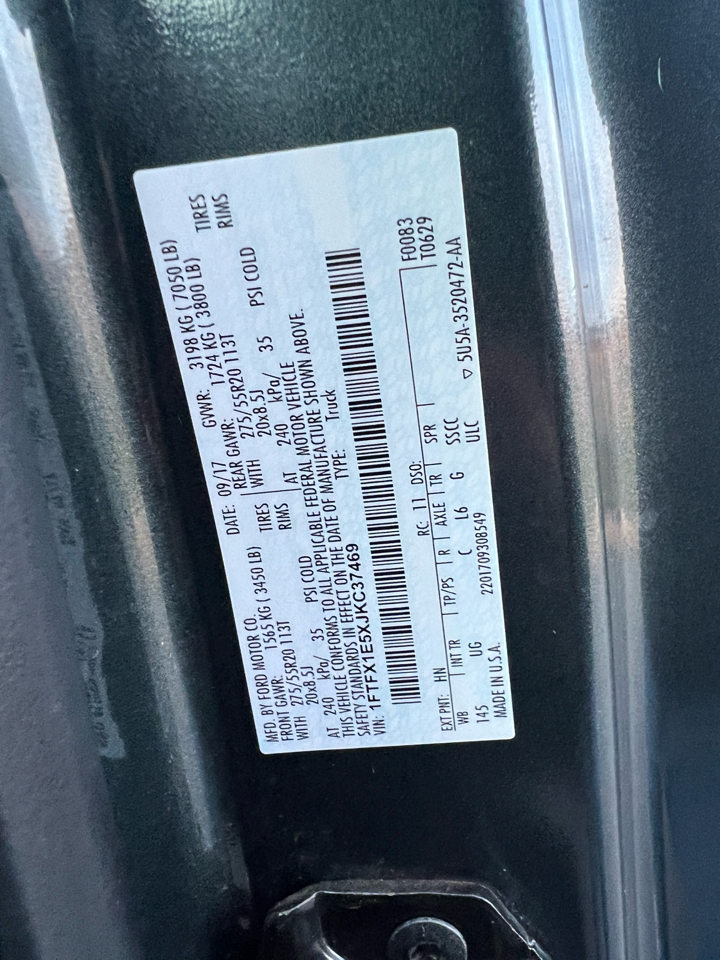 MFD. BY FORD MOTOR CO. DATE: 09/17 GVWR: 3198 KG ( 7050 LB)
FRONT GAWR: 1565 KG ( 3450 LB) REAR GAWR: 1724 KG ( 3800 LB)
WITH 275/55R20 113T TIRES WITH 275/55R20 113T TIRES
20x8.5J RIMS 20x8.5J RIMS
AT 240 kPa/ 35 PSI COLD AT 240 kPa/ 35 PSI COLD
THIS VEHICLE CONFORMS TO ALL APPLICABLE FEDERAL MOTOR VEHICLE
SAFETY STANDARDS IN EFFECT ON THE DATE OF MANUFACTURE SHOWN ABOVE.
VIN: 1FTFX1E5XJKC37469 TYPE: Truck
F0083
T0629
EXT PNT: HN RC: 11 DSO:
WB INT TR TP/PS R AXLE TR SPR
145 UG C L6 G SSCC
ULC
MADE IN U.S.A. 2201709308549 ▽ 5U5A-3520472-AA